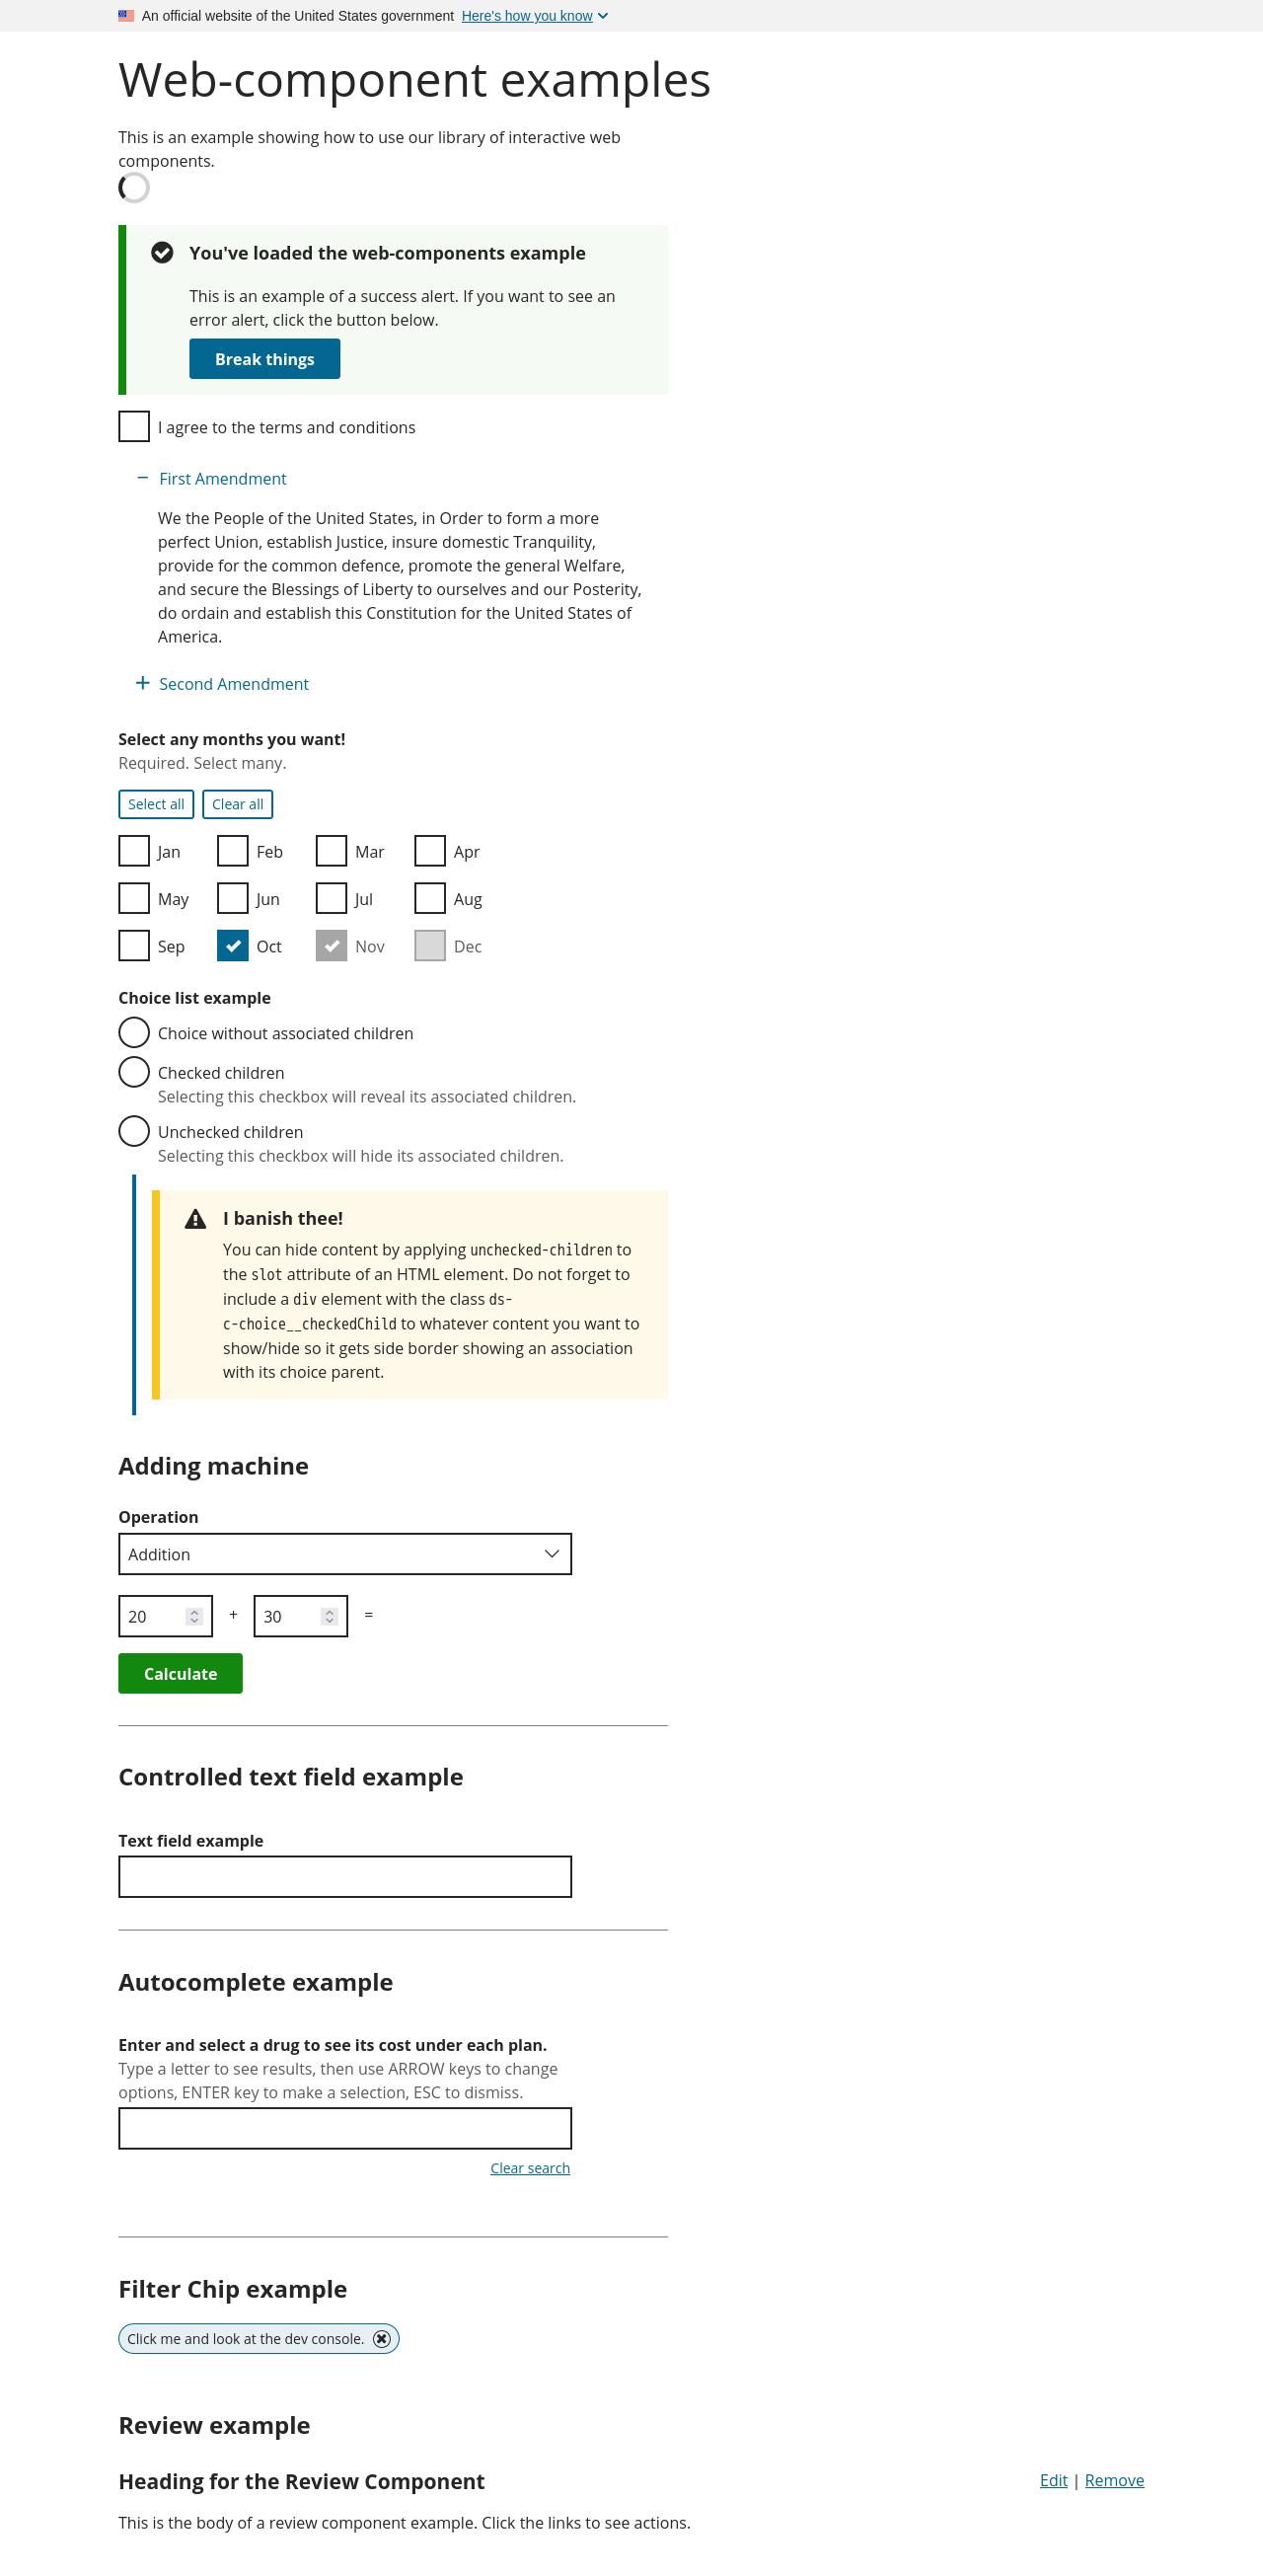 An official website of the United States government Here's how you know
Web-component examples
This is an example showing how to use our library of interactive web
components.
You've loaded the web-components example
This is an example of a success alert. If you want to see an
error alert, click the button below.
Break things
I agree to the terms and conditions
First Amendment
We the People of the United States, in Order to form a more
perfect Union, establish Justice, insure domestic Tranquility,
provide for the common defence, promote the general Welfare,
and secure the Blessings of Liberty to ourselves and our Posterity,
do ordain and establish this Constitution for the United States of
America.
Second Amendment
Select any months you want!
Required. Select many.
Select all Clear all
Jan Feb Mar Apr
May Jun Jul Aug
Sep Oct Nov Dec
Choice list example
Choice without associated children
Checked children
Selecting this checkbox will reveal its associated children.
Unchecked children
Selecting this checkbox will hide its associated children.
I banish thee!
You can hide content by applying unchecked-children to
the slot attribute of an HTML element. Do not forget to
include a div element with the class ds-
c-choice__checkedChild to whatever content you want to
show/hide so it gets side border showing an association
with its choice parent.
Adding machine
Operation
Addition
20 + 30 =
Calculate
Controlled text field example
Text field example
Autocomplete example
Enter and select a drug to see its cost under each plan.
Type a letter to see results, then use ARROW keys to change
options, ENTER key to make a selection, ESC to dismiss.
Clear search
Filter Chip example
Click me and look at the dev console.
Review example
Heading for the Review Component Edit | Remove
This is the body of a review component example. Click the links to see actions.